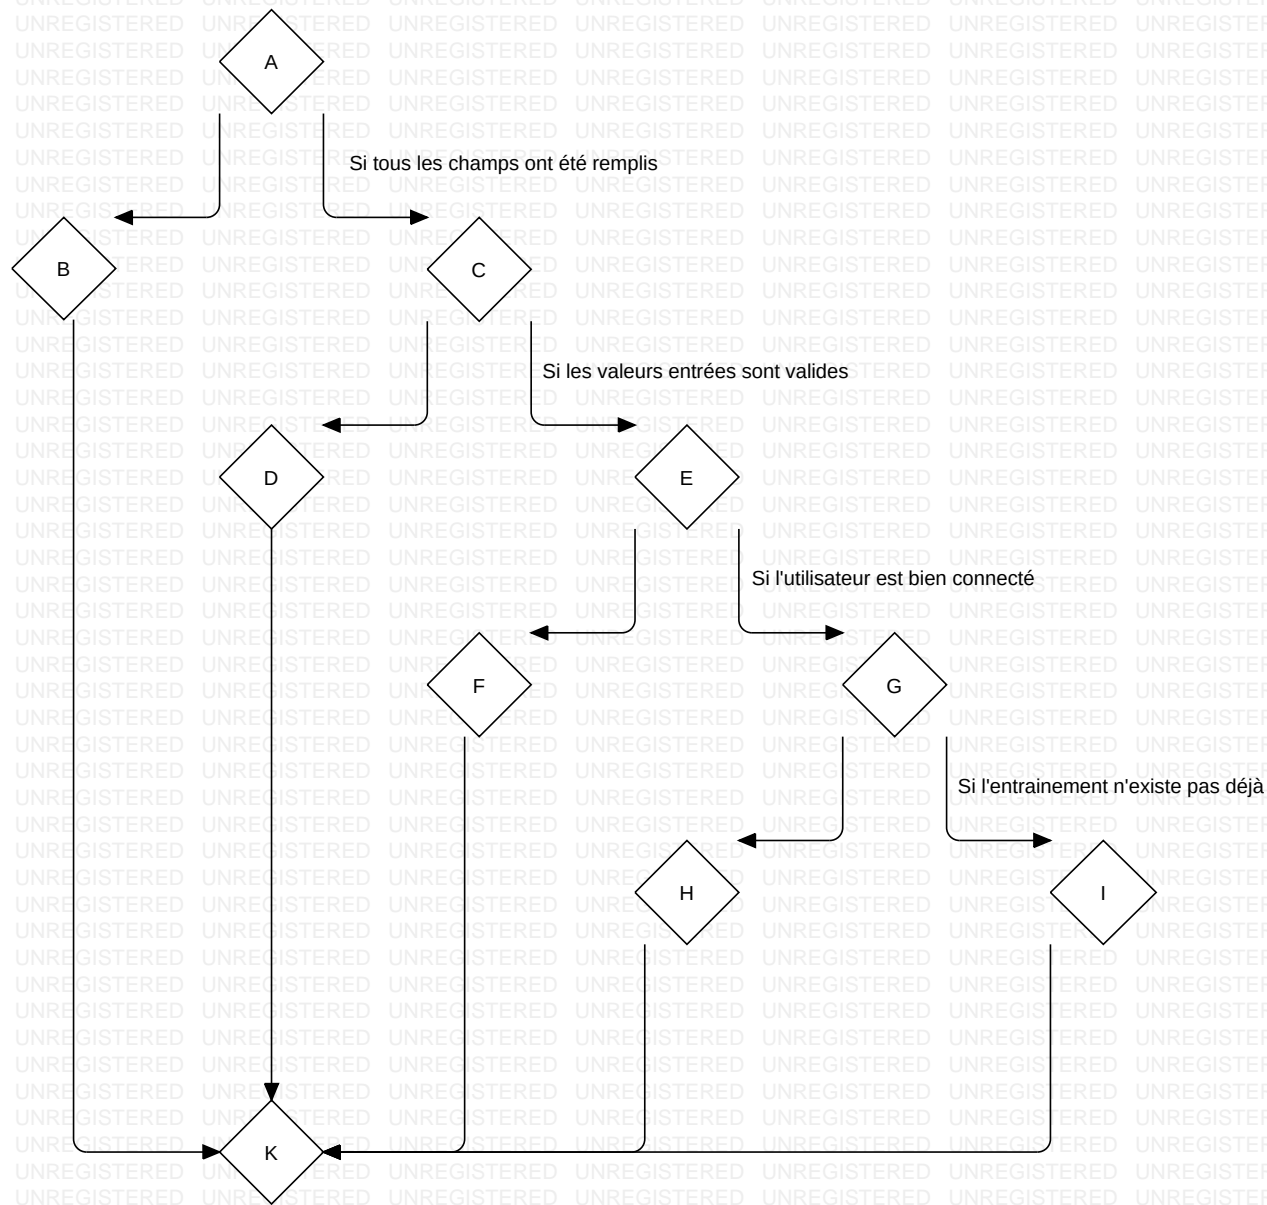 A
Si tous les champs ont été remplis
B
C
Si les valeurs entrées sont valides
D
E
Si l'utilisateur est bien connecté
F
G
Si l'entrainement n'existe pas déjà
H
I
K
UNREGISTERED